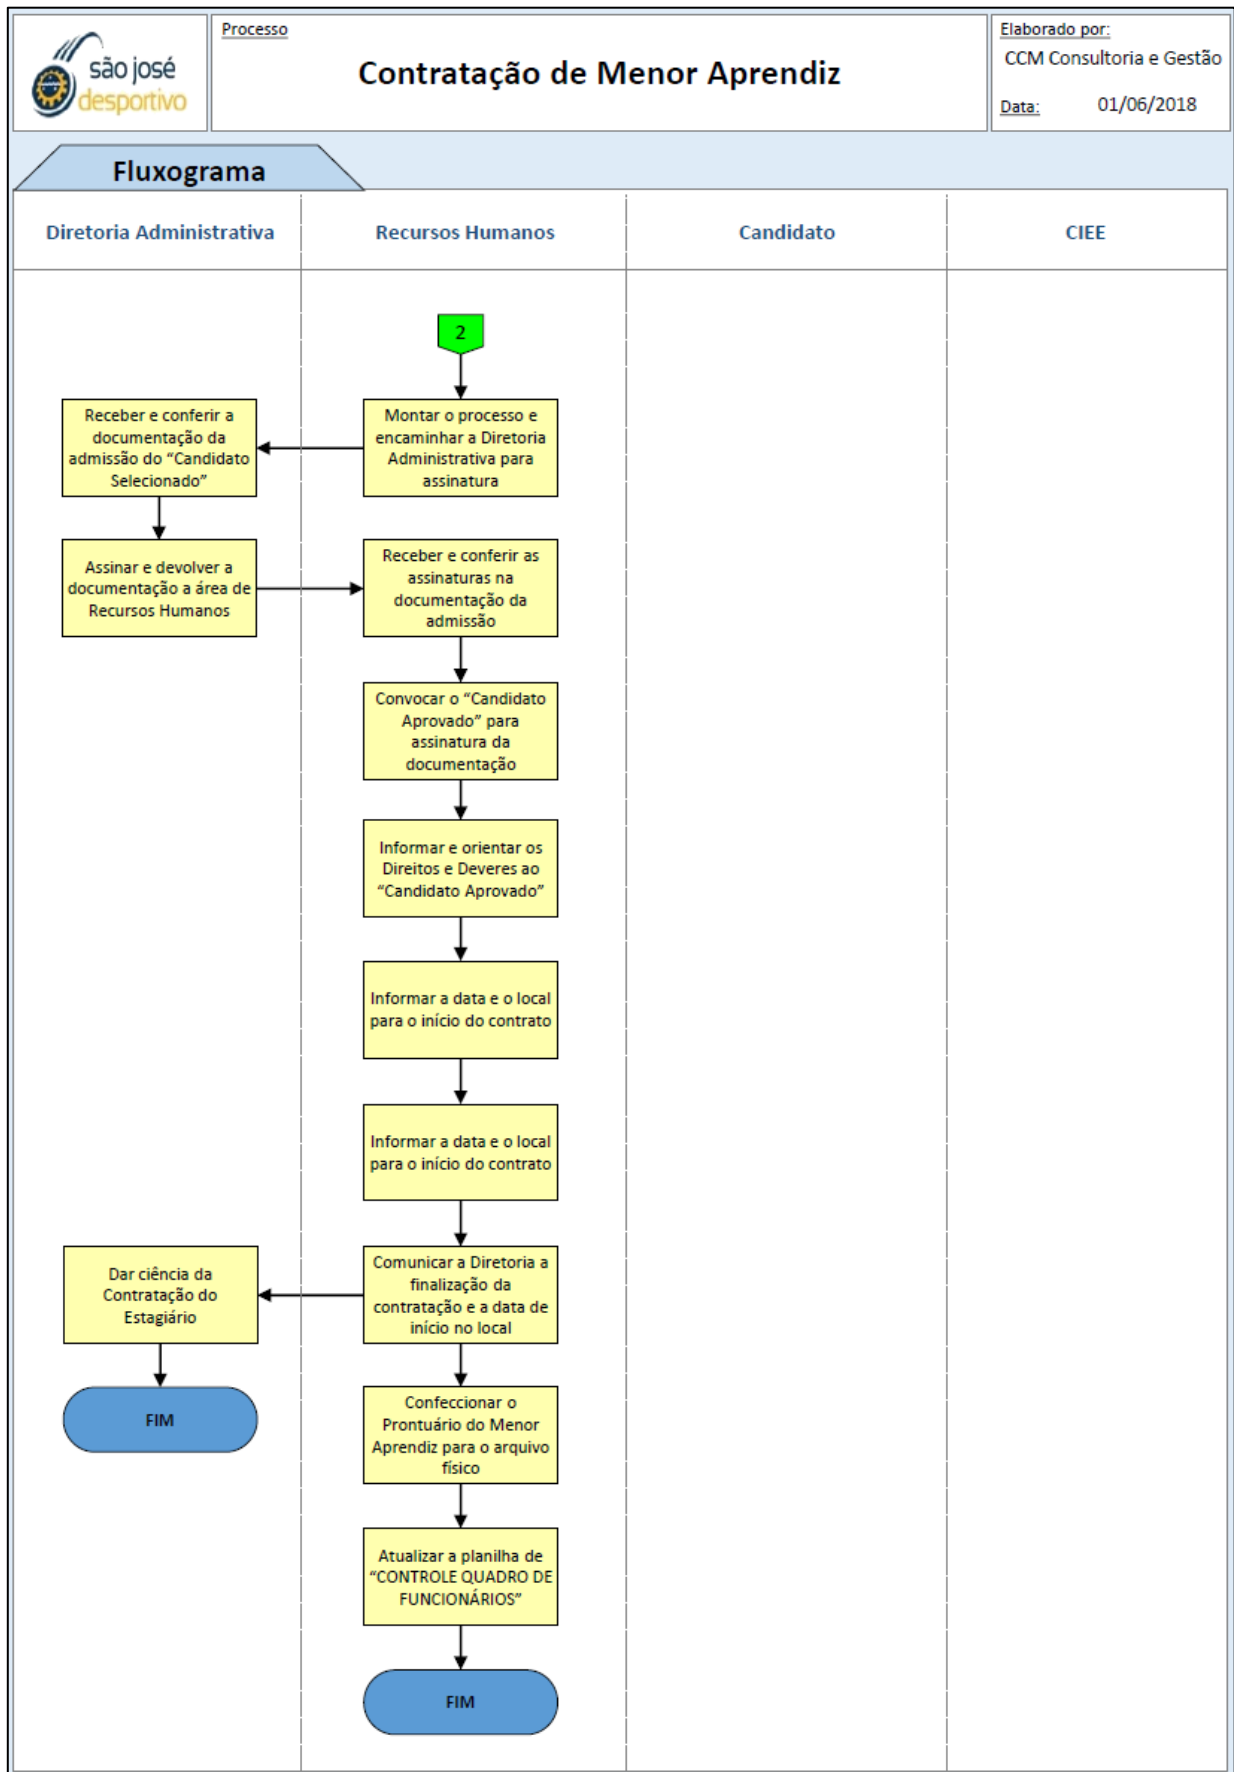 são josé
desportivo
Processo
Contratação de Menor Aprendiz
Elaborado por:
CCM Consultoria e Gestão
Data: 01/06/2018
Fluxograma
Diretoria Administrativa
Recursos Humanos
Candidato
CIEE
2
Montar o processo e
encaminhar a Diretoria
Administrativa para
assinatura
Receber e conferir a
documentação da
admissão do “Candidato
Selecionado”
Assinar e devolver a
documentação a área de
Recursos Humanos
Receber e conferir as
assinaturas na
documentação da
admissão
Convocar o “Candidato
Aprovado” para
assinatura da
documentação
Informar e orientar os
Direitos e Deveres ao
“Candidato Aprovado”
Informar a data e o local
para o início do contrato
Informar a data e o local
para o início do contrato
Comunicar a Diretoria a
finalização da
contratação e a data de
início no local
Dar ciência da
Contratação do
Estagiário
FIM
Confeccionar o
Prontuário do Menor
Aprendiz para o arquivo
físico
Atualizar a planilha de
“CONTROLE QUADRO DE
FUNCIONÁRIOS”
FIM